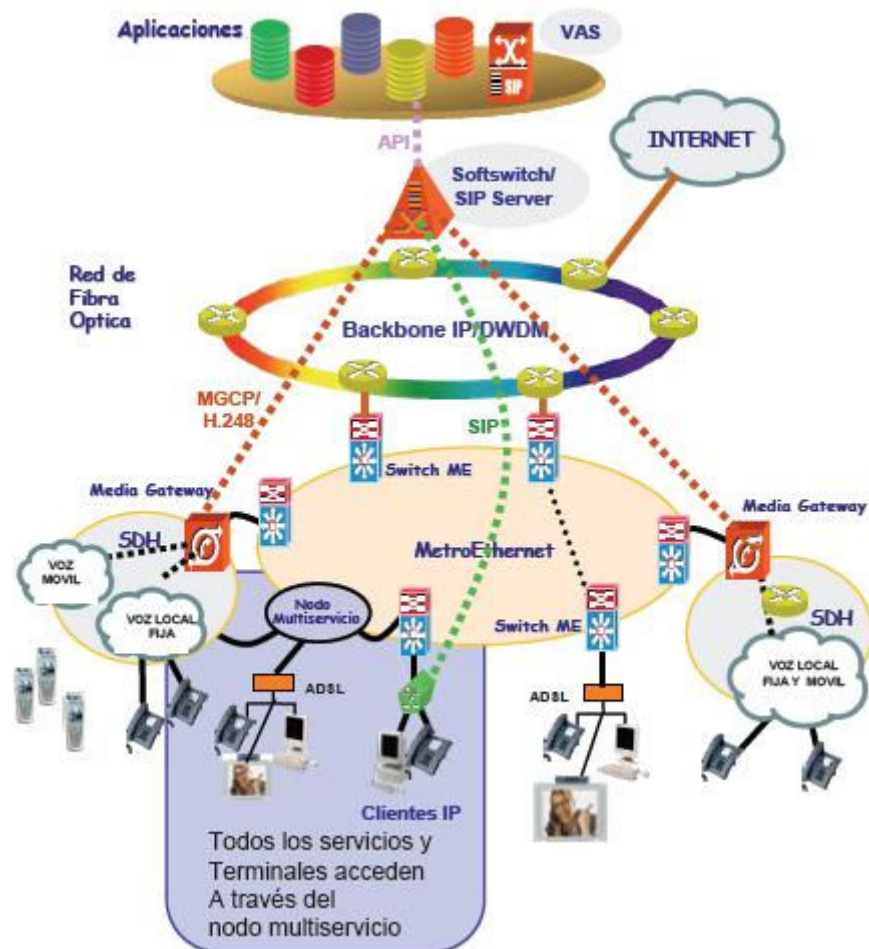 Aplicaciones
VAS
SIP
API
INTERNET
Softswitch/
SIP Server
Red de
Fibra
Optica
Backbone IP/DWDM
MGCP/
H.248
SIP
Switch ME
Media Gateway
Media Gateway
SDH
MetroEthernet
VOZ
MOVIL
Nodo
Multiservicio
VOZ LOCAL
FIJA
Switch ME
SDH
VOZ LOCAL
FIJA Y MOVIL
ADSL
ADSL
Clientes IP
Todos los servicios y
Terminales acceden
A través del
nodo multiservicio